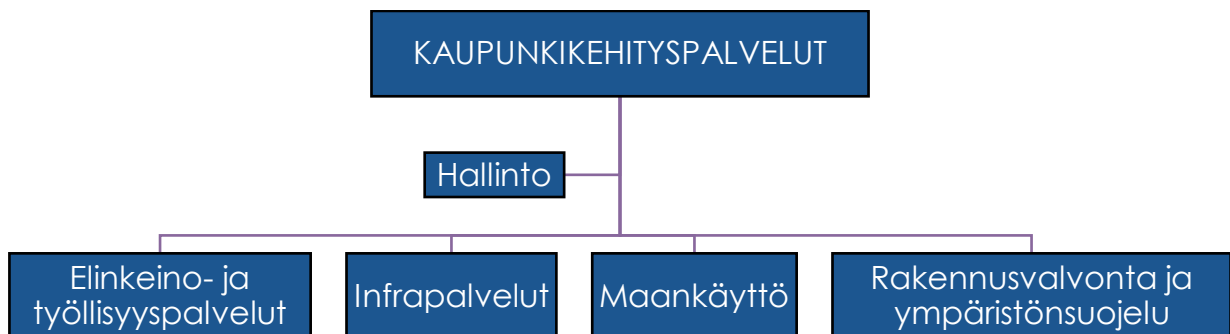 KAUPUNKIKEHITYSPALVELUT
Hallinto
Elinkeino- ja
työllisyyspalvelut
Infrapalvelut
Maankäyttö
Rakennusvalvonta ja
ympäristönsuojelu